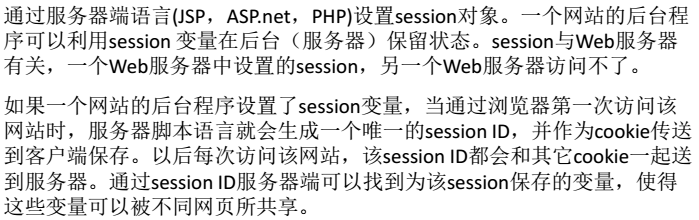 通过服务器端语言(JSP，ASP.net，PHP)设置session对象。一个网站的后台程
序可以利用session 变量在后台（服务器）保留状态。session与Web服务器
有关，一个Web服务器中设置的session，另一个Web服务器访问不了。
如果一个网站的后台程序设置了session变量，当通过浏览器第一次访问该
网站时，服务器脚本语言就会生成一个唯一的session ID，并作为cookie传送
到客户端保存。以后每次访问该网站，该session ID都会和其它cookie一起送
到服务器。通过session ID服务器端可以找到为该session保存的变量，使得
这些变量可以被不同网页所共享。